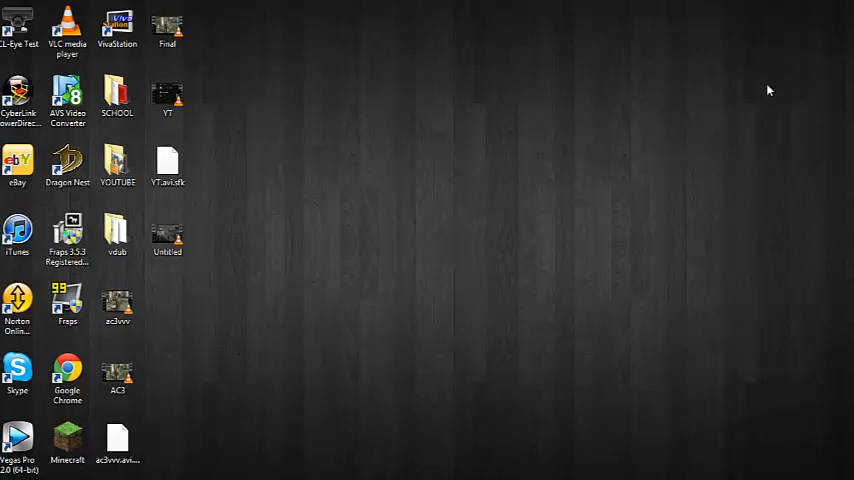 CL-Eye Test
VLC media
player
VivaStation
Final
CyberLink
owerDirec...
AVS Video
Converter
SCHOOL
YT
eBay
Dragon Nest
YOUTUBE
YT.avi.sfk
iTunes
Fraps 3.5.3
Registered...
vdub
Untitled
Norton
Onlin...
99
Fraps
ac3vvv
Skype
Google
Chrome
AC3
Vegas Pro
2.0 (64-bit)
Minecraft
ac3vvv.avi....